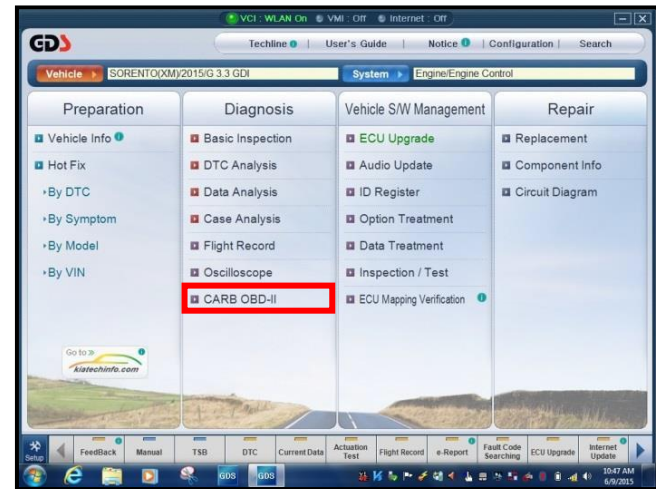 VCI : WLAN On VMI : Off Internet : Off
GDS
Techline | User's Guide | Notice | Configuration | Search
Vehicle SORENTO(XM)/2015/G 3.3 GDI System Engine/Engine Control
Preparation
Vehicle Info
Hot Fix
By DTC
By Symptom
By Model
By VIN
Go to
kiatechinfo.com
Diagnosis
Basic Inspection
DTC Analysis
Data Analysis
Case Analysis
Flight Record
Oscilloscope
CARB OBD-II
Vehicle S/W Management
ECU Upgrade
Audio Update
ID Register
Option Treatment
Data Treatment
Inspection / Test
ECU Mapping Verification
Repair
Replacement
Component Info
Circuit Diagram
Setup FeedBack Manual TSB DTC Current Data Actuation Test Flight Record e-Report Fault Code Searching ECU Upgrade Internet Update
GDS GDS 10:47 AM
6/9/2015